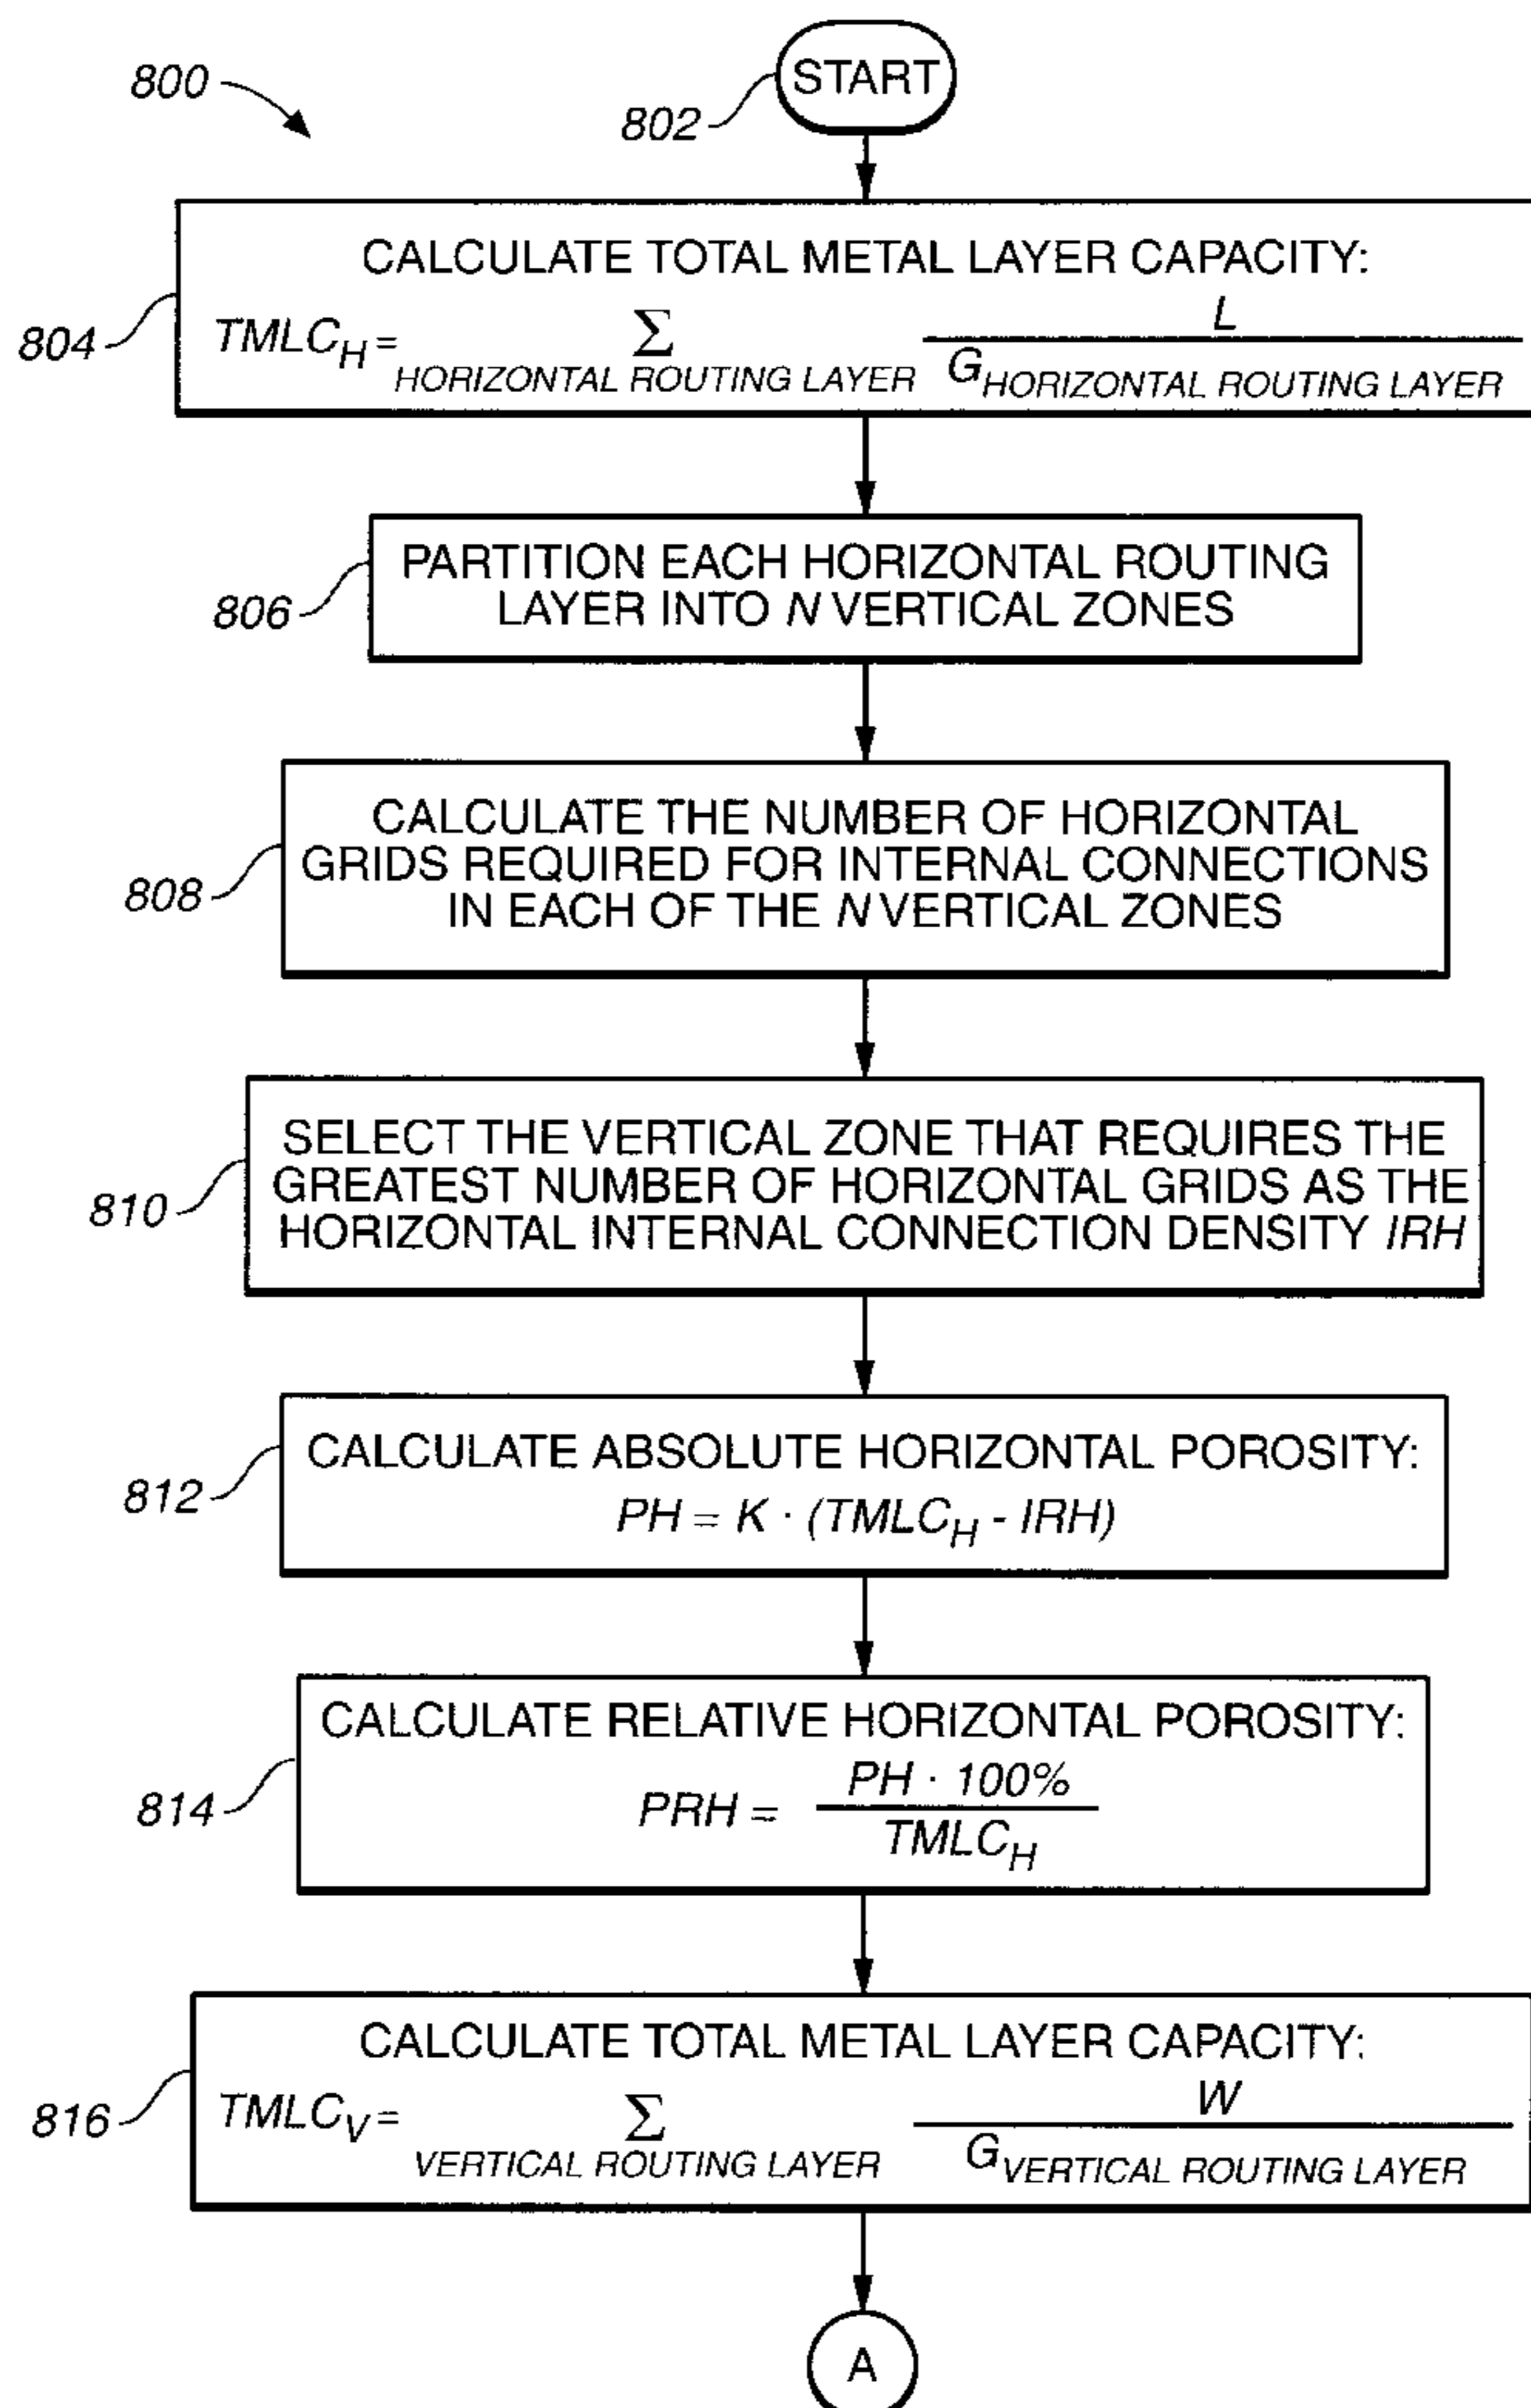 800
START
802
CALCULATE TOTAL METAL LAYER CAPACITY:
804
TMLC_H = Σ HORIZONTAL ROUTING LAYER L / G_HORIZONTAL ROUTING LAYER
PARTITION EACH HORIZONTAL ROUTING
LAYER INTO N VERTICAL ZONES
806
CALCULATE THE NUMBER OF HORIZONTAL
GRIDS REQUIRED FOR INTERNAL CONNECTIONS
IN EACH OF THE N VERTICAL ZONES
808
SELECT THE VERTICAL ZONE THAT REQUIRES THE
GREATEST NUMBER OF HORIZONTAL GRIDS AS THE
HORIZONTAL INTERNAL CONNECTION DENSITY IRH
810
CALCULATE ABSOLUTE HORIZONTAL POROSITY:
PH = K · (TMLC_H - IRH)
812
CALCULATE RELATIVE HORIZONTAL POROSITY:
PRH = PH · 100% / TMLC_H
814
CALCULATE TOTAL METAL LAYER CAPACITY:
816
TMLC_V = Σ VERTICAL ROUTING LAYER W / G_VERTICAL ROUTING LAYER
A